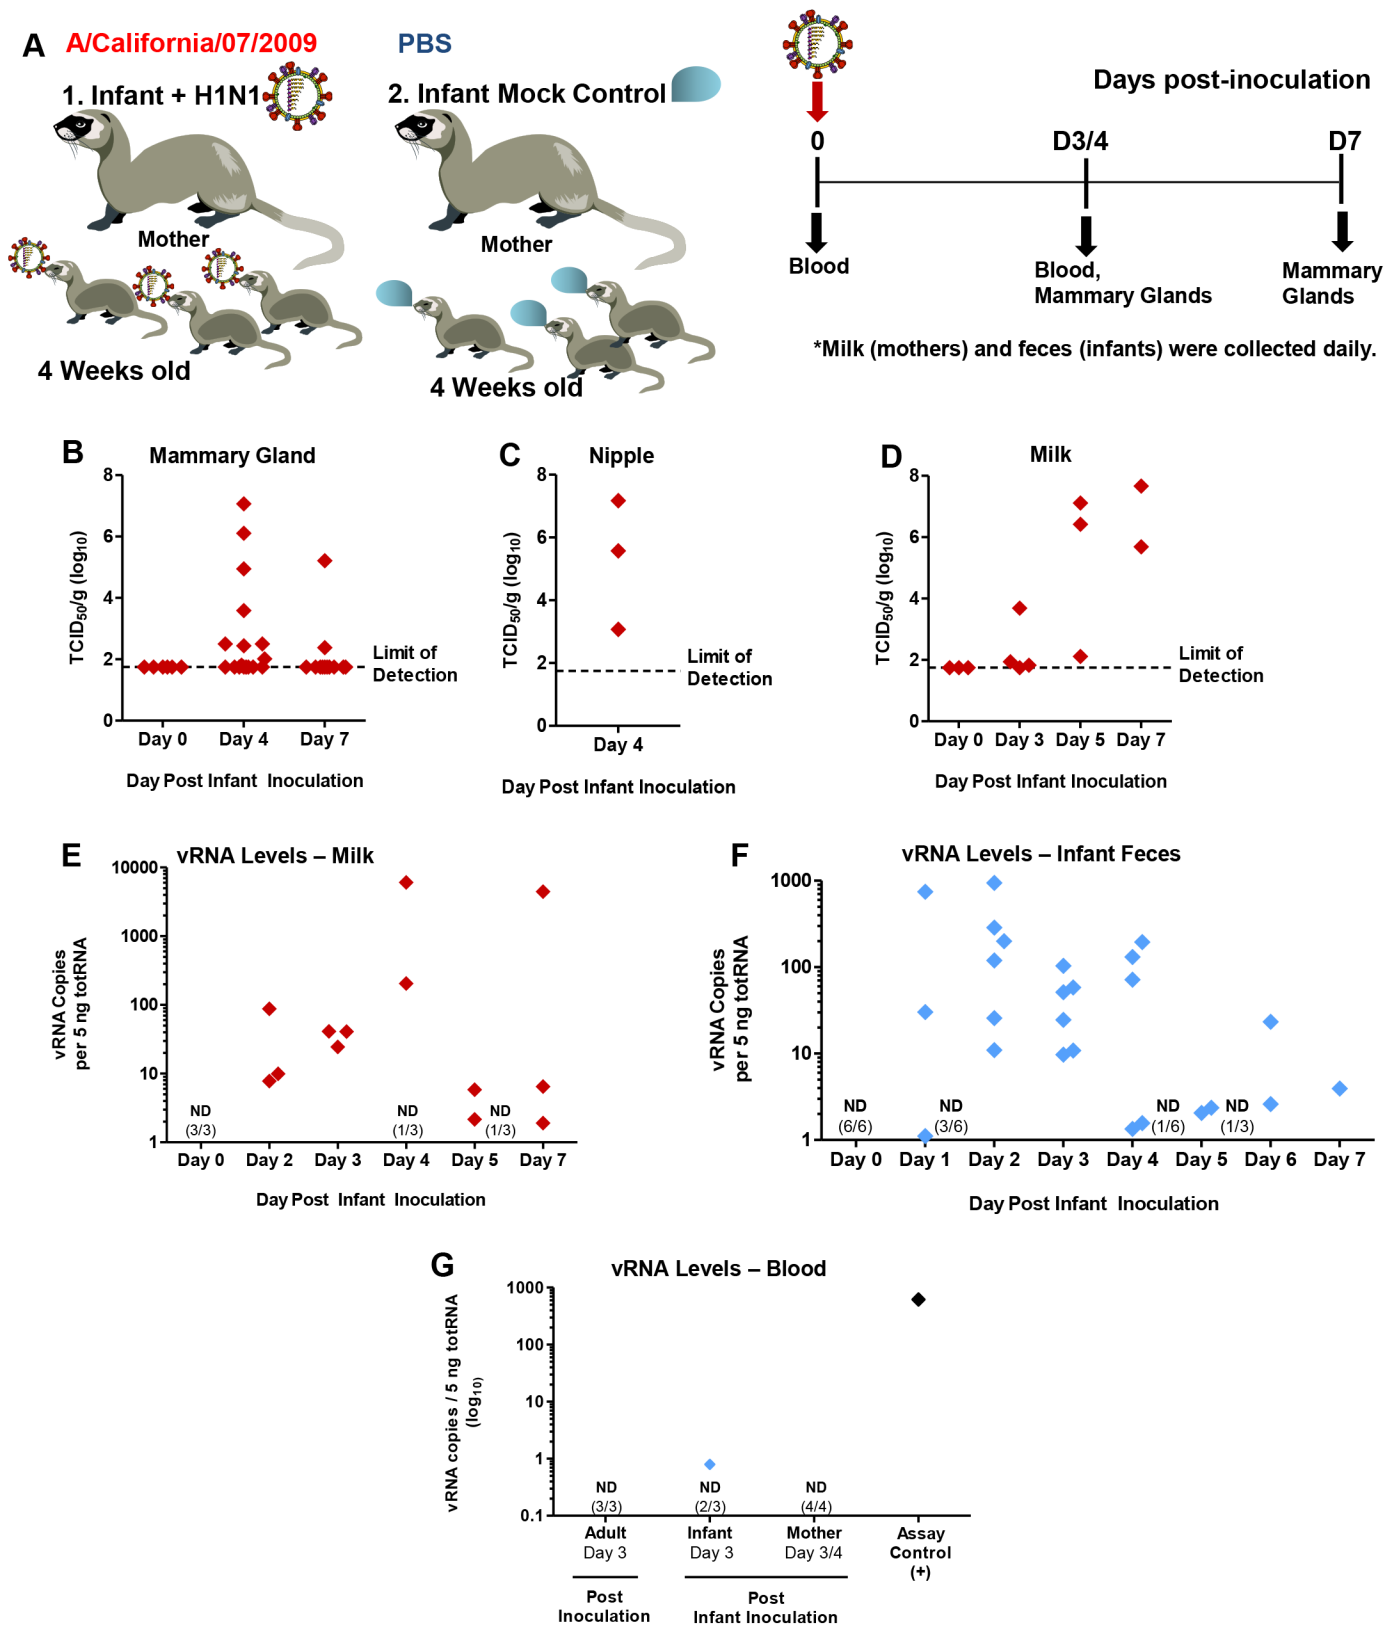 A
A/California/07/2009
PBS
1. Infant + H1N1
2. Infant Mock Control
Mother
Mother
4 Weeks old
4 Weeks old
Days post-inoculation
0
D3/4
D7
Blood
Blood,
Mammary Glands
Mammary
Glands
*Milk (mothers) and feces (infants) were collected daily.
B
Mammary Gland
TCID50/g (log10)
8
6
4
2
0
Limit of
Detection
Day 0
Day 4
Day 7
Day Post Infant Inoculation
C
Nipple
TCID50/g (log10)
8
6
4
2
0
Limit of
Detection
Day 4
Day Post Infant Inoculation
D
Milk
TCID50/g (log10)
8
6
4
2
0
Limit of
Detection
Day 0
Day 3
Day 5
Day 7
Day Post Infant Inoculation
E
vRNA Levels – Milk
vRNA Copies
per 5 ng totRNA
10000
1000
100
10
1
ND
(3/3)
ND
(1/3)
ND
(1/3)
Day 0
Day 2
Day 3
Day 4
Day 5
Day 7
Day Post Infant Inoculation
F
vRNA Levels – Infant Feces
vRNA Copies
per 5 ng totRNA
1000
100
10
1
ND
(6/6)
ND
(3/6)
ND
(1/6)
ND
(1/3)
Day 0
Day 1
Day 2
Day 3
Day 4
Day 5
Day 6
Day 7
Day Post Infant Inoculation
G
vRNA Levels – Blood
vRNA copies / 5 ng totRNA
(log10)
1000
100
10
1
0.1
ND
(3/3)
ND
(2/3)
ND
(4/4)
Adult
Day 3
Infant
Day 3
Mother
Day 3/4
Assay
Control
(+)
Post
Inoculation
Post
Infant Inoculation